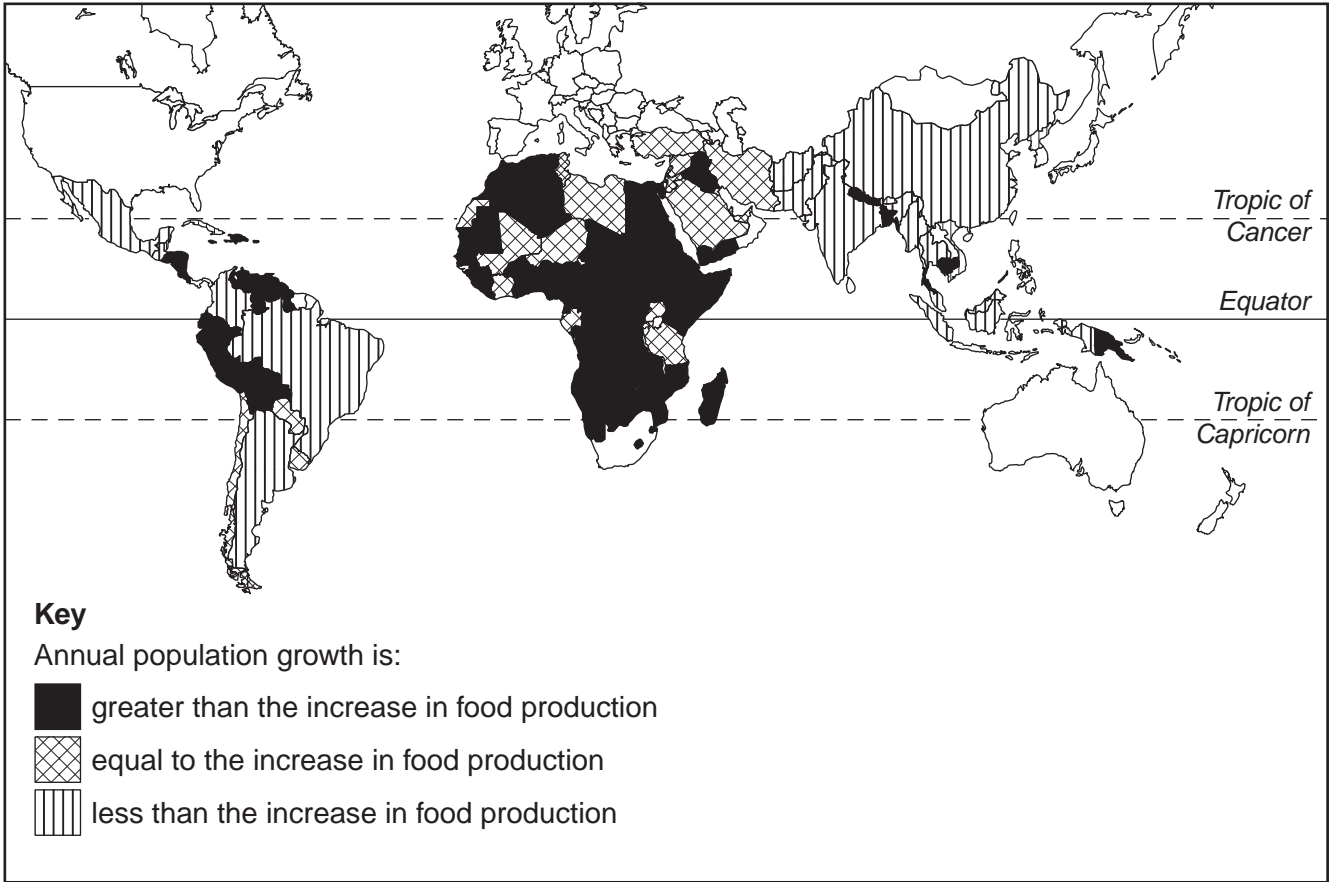 Tropic of
Cancer
Equator
Tropic of
Capricorn
Key
Annual population growth is:
greater than the increase in food production
equal to the increase in food production
less than the increase in food production